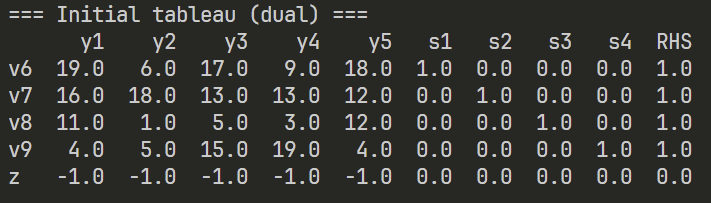 === Initial tableau (dual) ===
y1 y2 y3 y4 y5 s1 s2 s3 s4 RHS
v6 19.0 6.0 17.0 9.0 18.0 1.0 0.0 0.0 0.0 1.0
v7 16.0 18.0 13.0 13.0 12.0 0.0 1.0 0.0 0.0 1.0
v8 11.0 1.0 5.0 3.0 12.0 0.0 0.0 1.0 0.0 1.0
v9 4.0 5.0 15.0 19.0 4.0 0.0 0.0 0.0 1.0 1.0
z -1.0 -1.0 -1.0 -1.0 -1.0 0.0 0.0 0.0 0.0 0.0